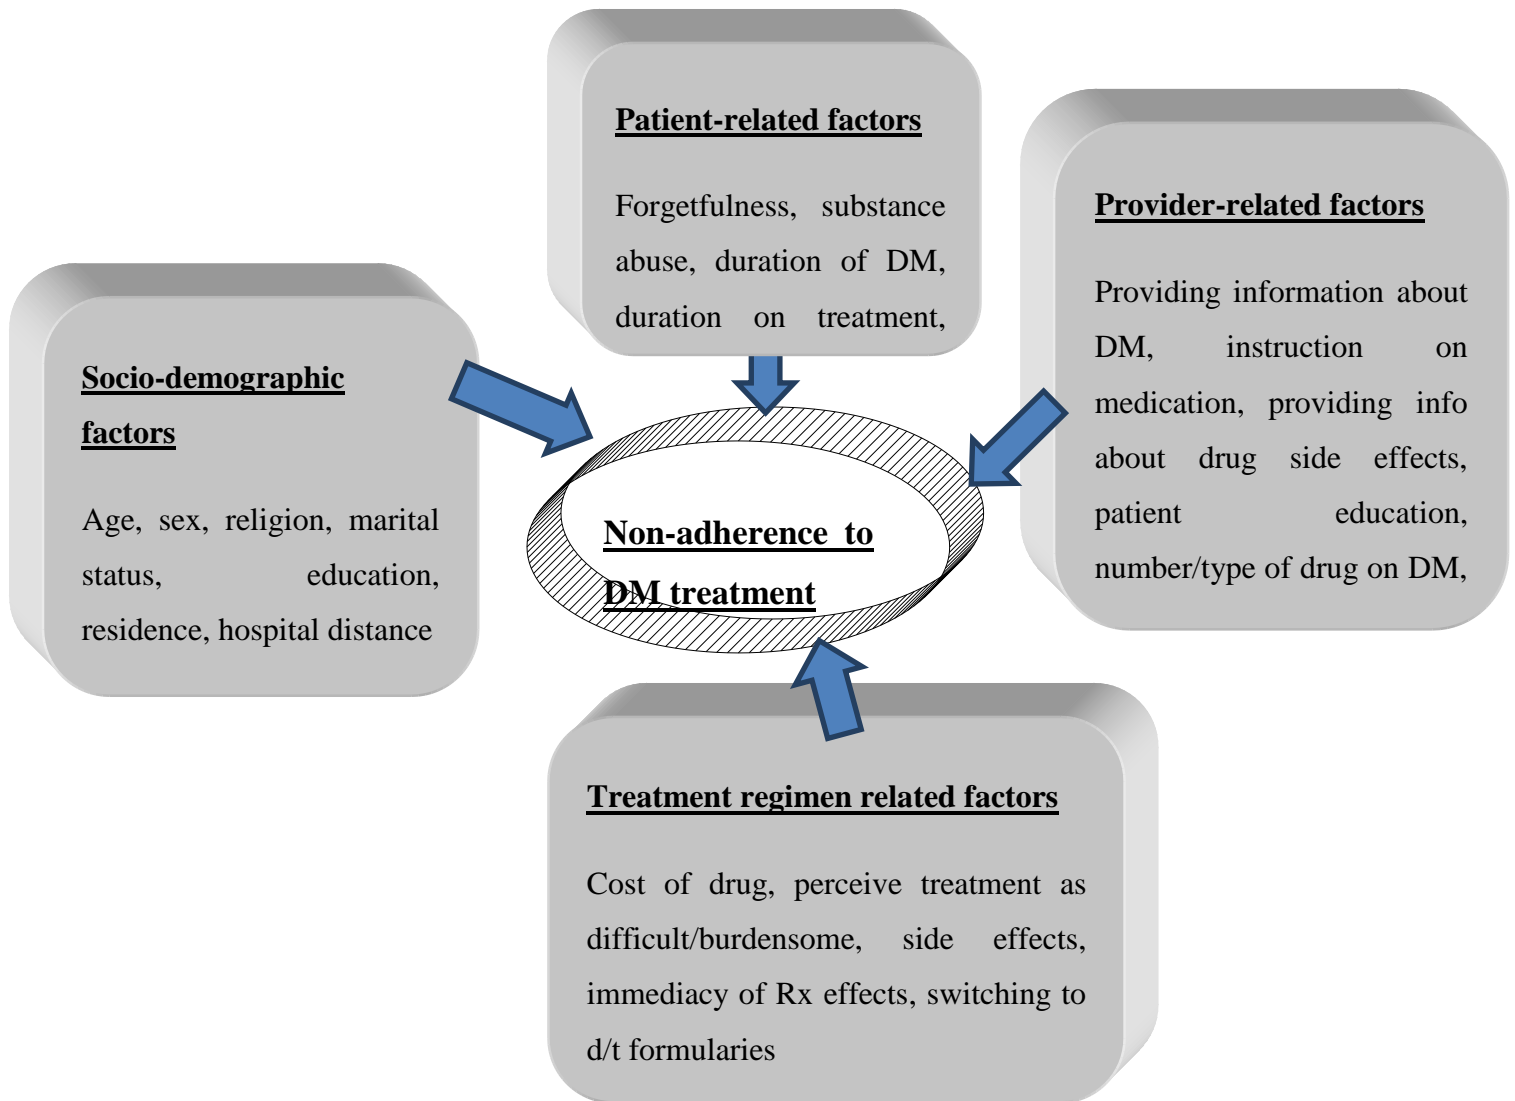 Patient-related factors
Forgetfulness, substance
abuse, duration of DM,
duration on treatment,
Provider-related factors
Providing information about
DM, instruction on
medication, providing info
about drug side effects,
patient education,
number/type of drug on DM,
Socio-demographic
factors
Age, sex, religion, marital
status, education,
residence, hospital distance
Non-adherence to
DM treatment
Treatment regimen related factors
Cost of drug, perceive treatment as
difficult/burdensome, side effects,
immediacy of Rx effects, switching to
d/t formularies